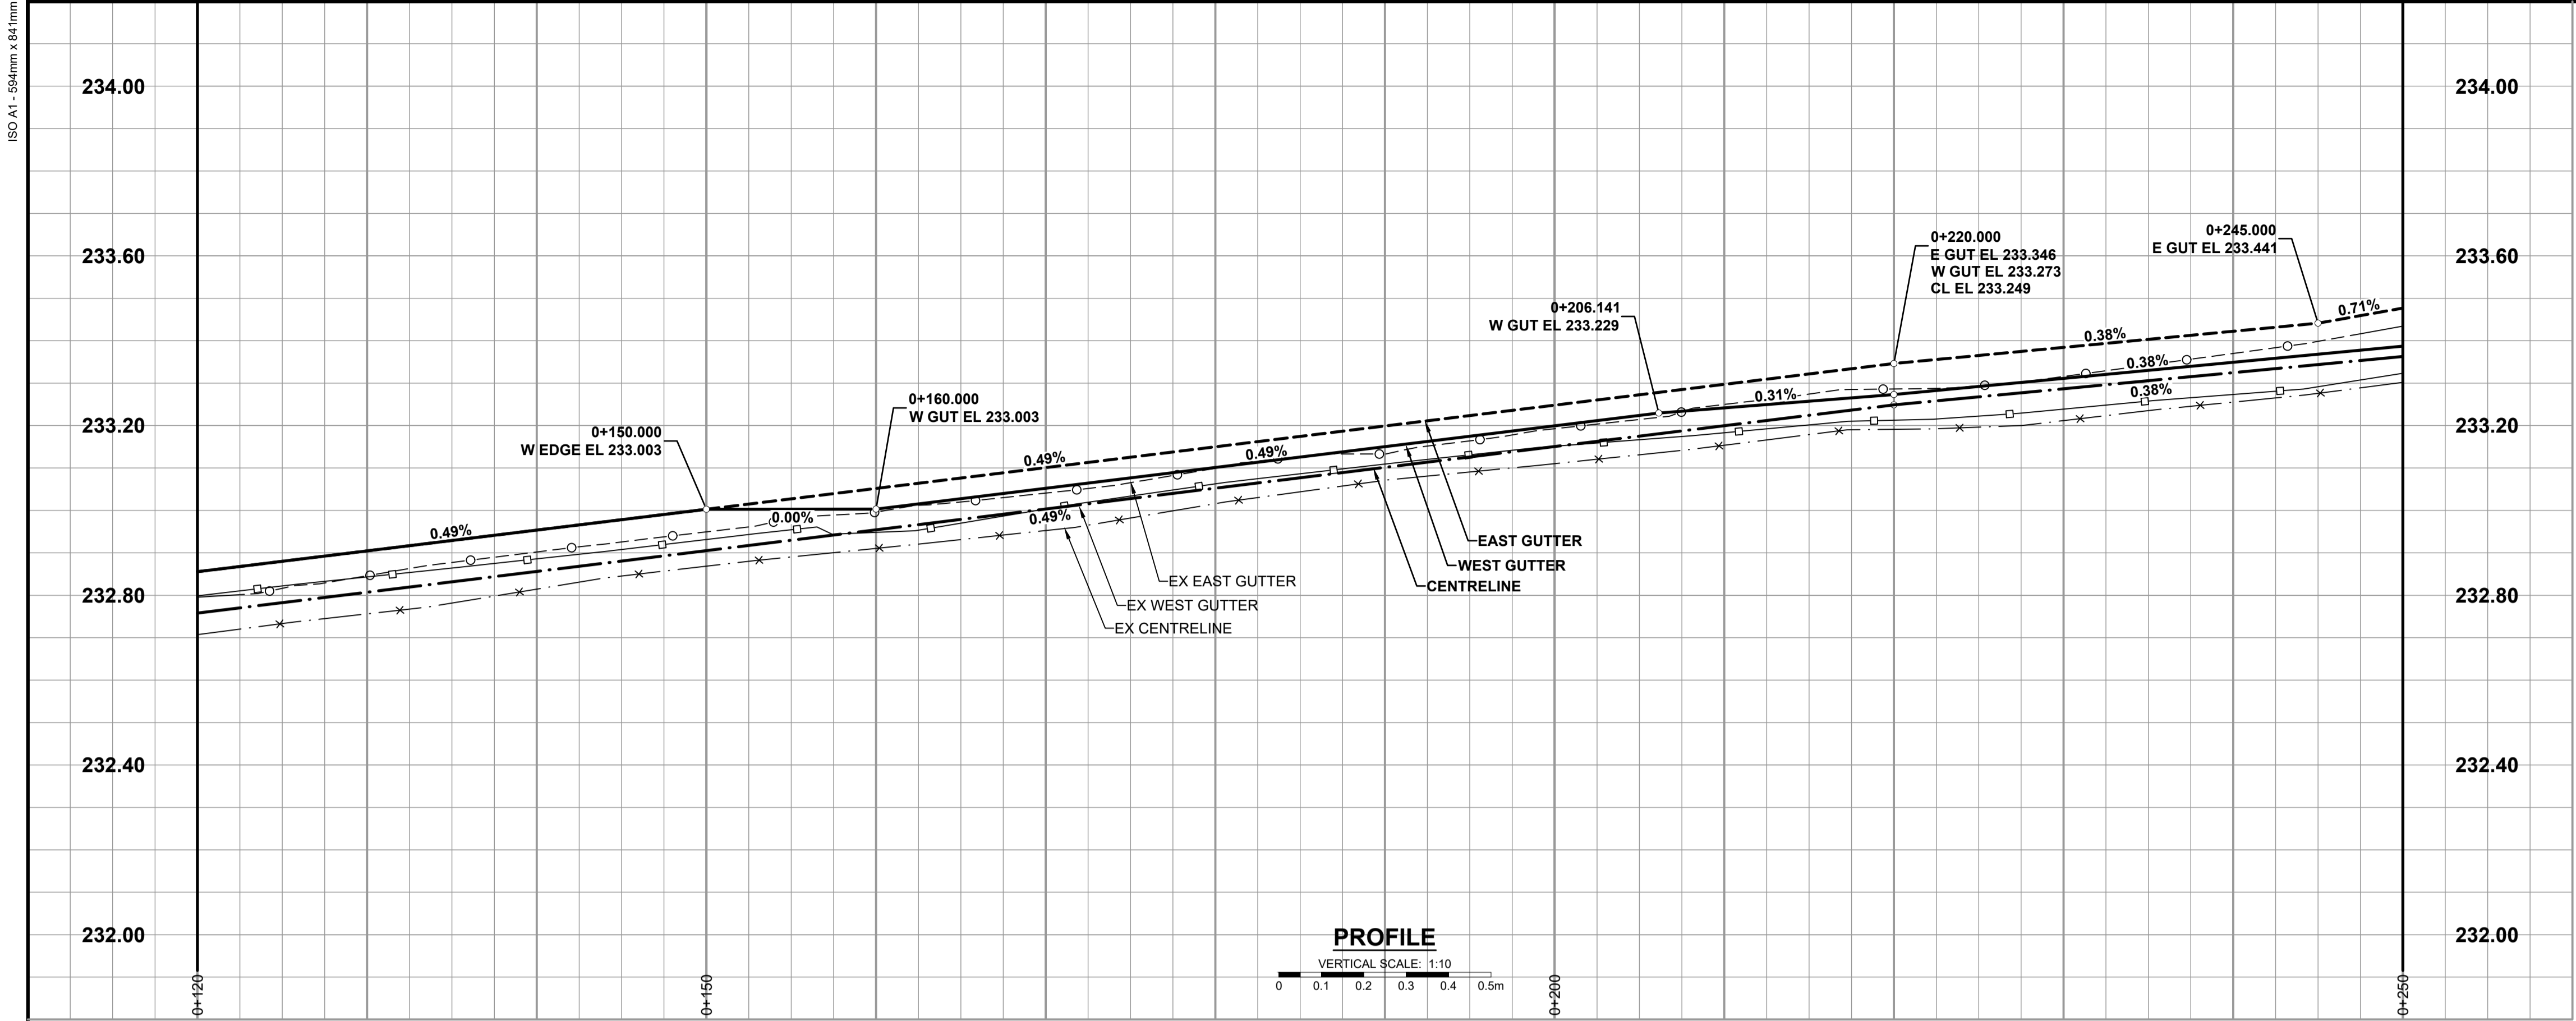 ISO A1 - 594mm x 841mm
234.00
234.00
233.60
233.60
233.20
233.20
232.80
232.80
232.40
232.40
232.00
232.00
0+220.000
E GUT EL 233.346
W GUT EL 233.273
CL EL 233.249
0+245.000
E GUT EL 233.441
0+206.141
W GUT EL 233.229
0+160.000
W GUT EL 233.003
0+150.000
W EDGE EL 233.003
0.71%
0.38%
0.38%
0.38%
0.31%
0.49%
0.49%
0.49%
0.00%
0.49%
EAST GUTTER
WEST GUTTER
CENTRELINE
EX EAST GUTTER
EX WEST GUTTER
EX CENTRELINE
PROFILE
VERTICAL SCALE: 1:10
0 0.1 0.2 0.3 0.4 0.5m
0+120
0+150
0+200
0+250